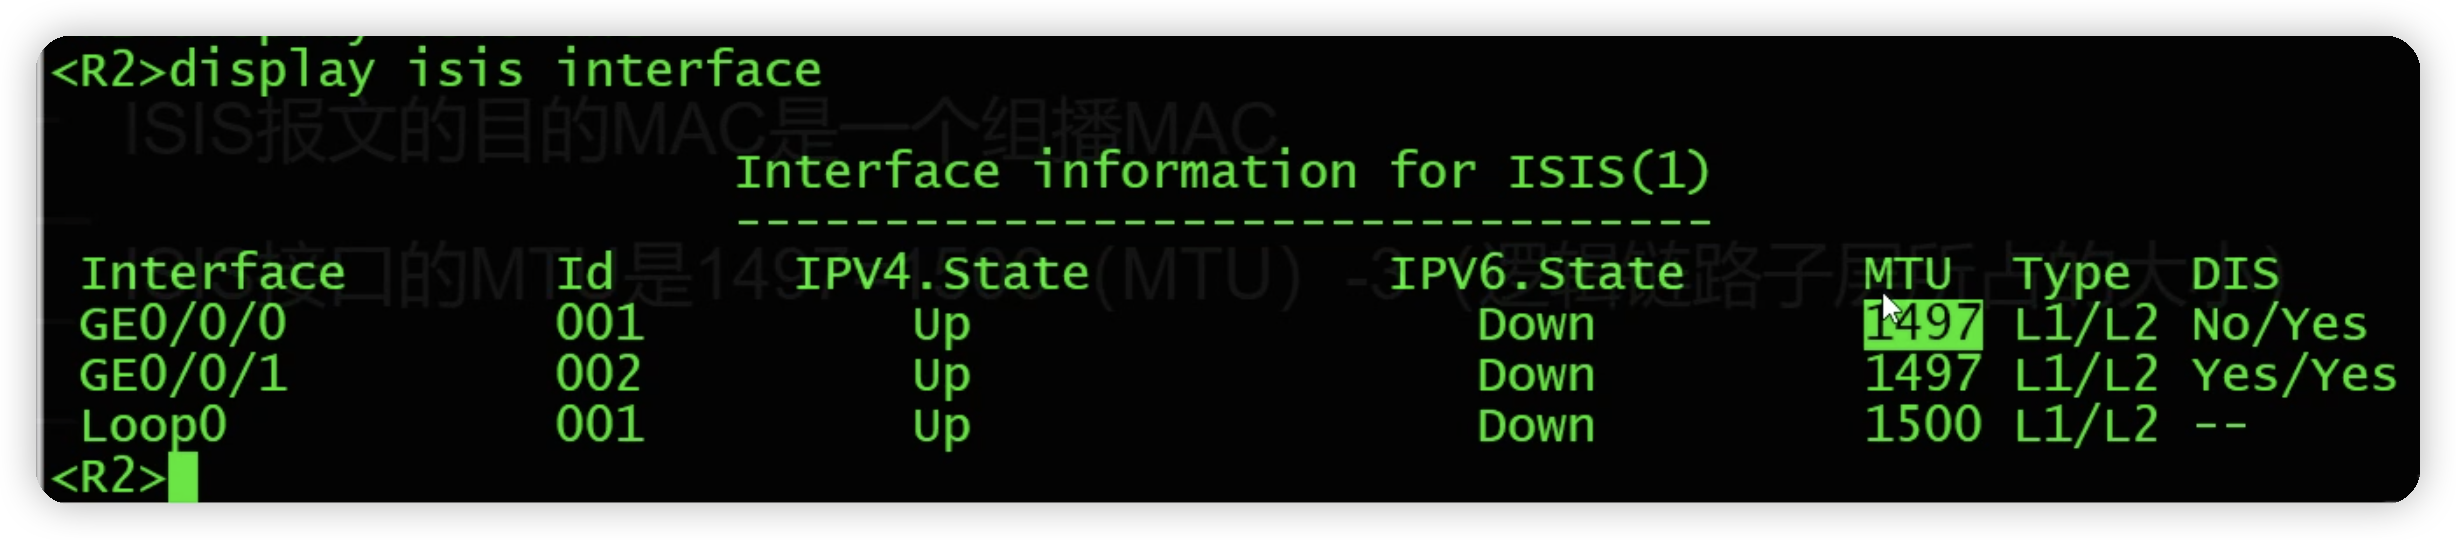 <R2>display isis interface
ISIS报文的目的MAC是一个组播MAC
Interface information for ISIS(1)
---------------------------------
ISIS接口的MTU是1497 1500（MTU）-3（逻辑链路子层所占的大小）
Interface Id IPV4.State IPV6.State MTU Type DIS
GE0/0/0 001 Up Down 1497 L1/L2 No/Yes
GE0/0/1 002 Up Down 1497 L1/L2 Yes/Yes
Loop0 001 Up Down 1500 L1/L2 --
<R2>